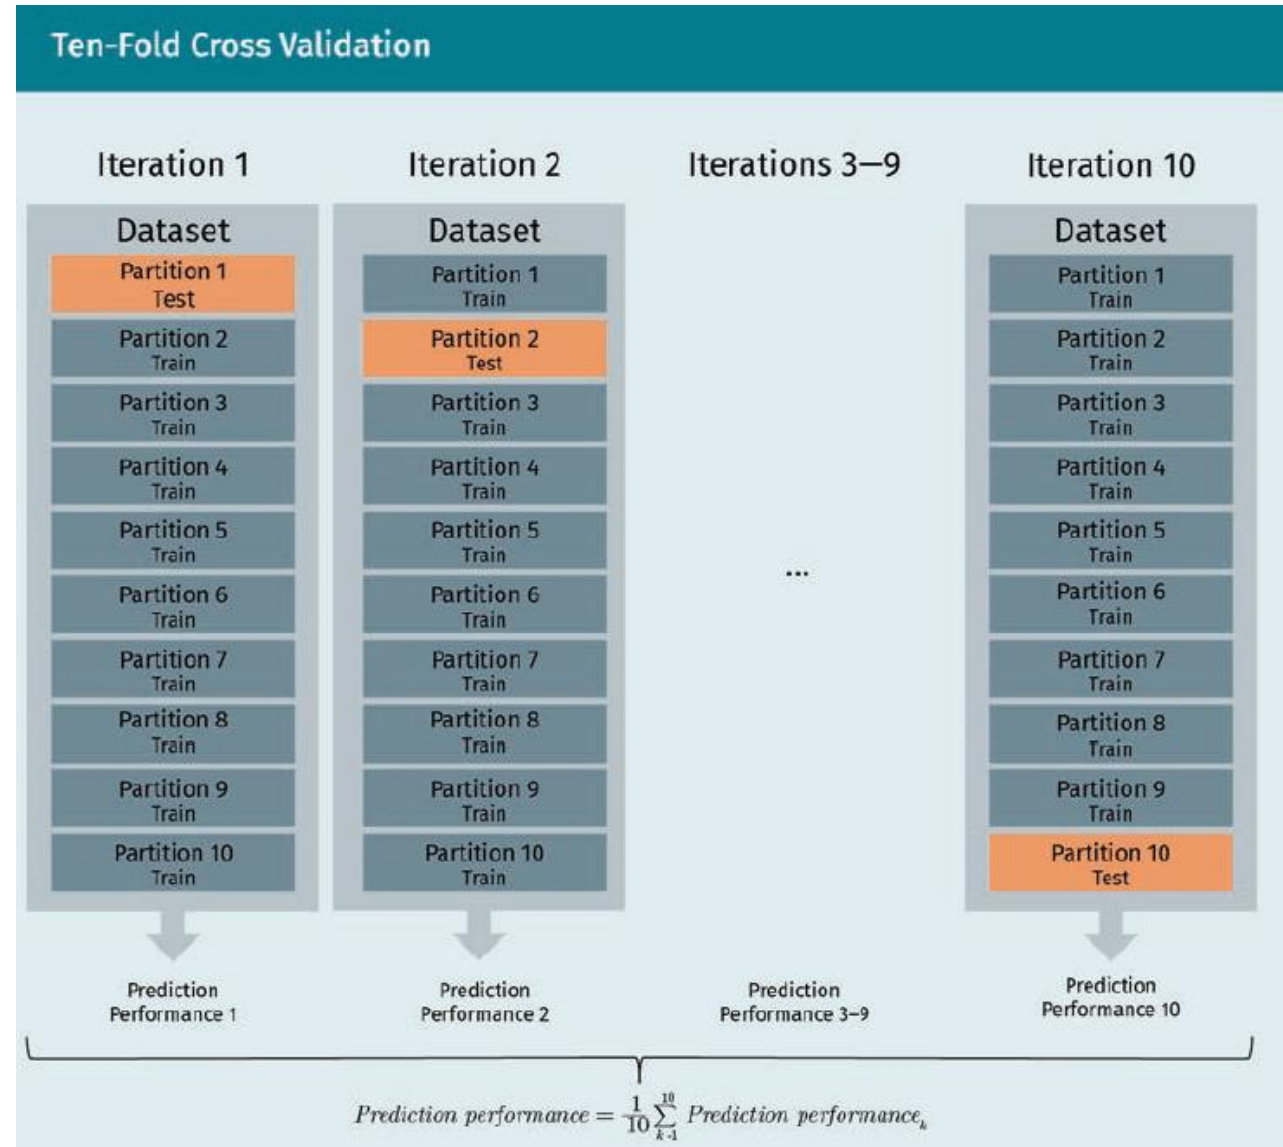 Ten-Fold Cross Validation
Iteration 1
Dataset
Partition 1
Test
Partition 2
Train
Partition 3
Train
Partition 4
Train
Partition 5
Train
Partition 6
Train
Partition 7
Train
Partition 8
Train
Partition 9
Train
Partition 10
Train
Prediction
Performance 1
Iteration 2
Dataset
Partition 1
Train
Partition 2
Test
Partition 3
Train
Partition 4
Train
Partition 5
Train
Partition 6
Train
Partition 7
Train
Partition 8
Train
Partition 9
Train
Partition 10
Train
Prediction
Performance 2
Iterations 3–9
...
Prediction
Performance 3–9
Iteration 10
Dataset
Partition 1
Train
Partition 2
Train
Partition 3
Train
Partition 4
Train
Partition 5
Train
Partition 6
Train
Partition 7
Train
Partition 8
Train
Partition 9
Train
Partition 10
Test
Prediction
Performance 10
Prediction performance = 1/10 ∑_{k=1}^{10} Prediction performance_k